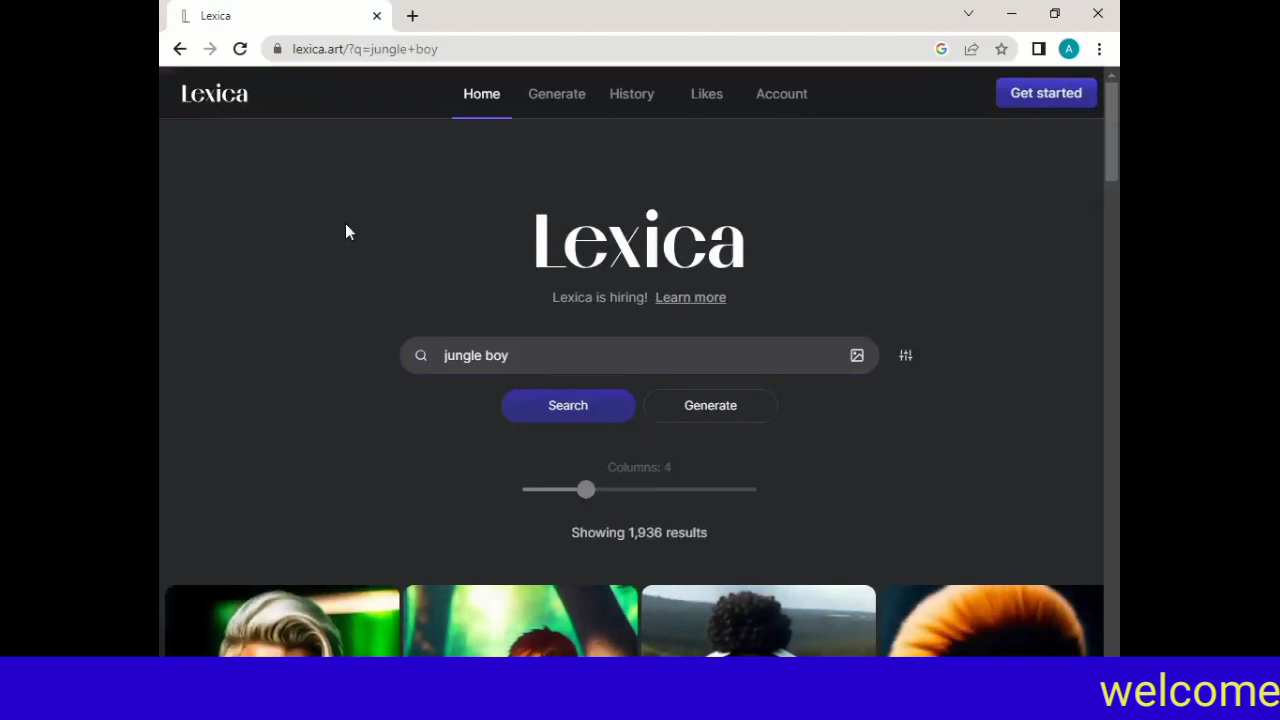 Lexica
lexica.art/?q=jungle+boy
A
Lexica
Home
Generate
History
Likes
Account
Get started
Lexica
Lexica is hiring! Learn more
jungle boy
Search
Generate
Columns: 4
Showing 1,936 results
welcome